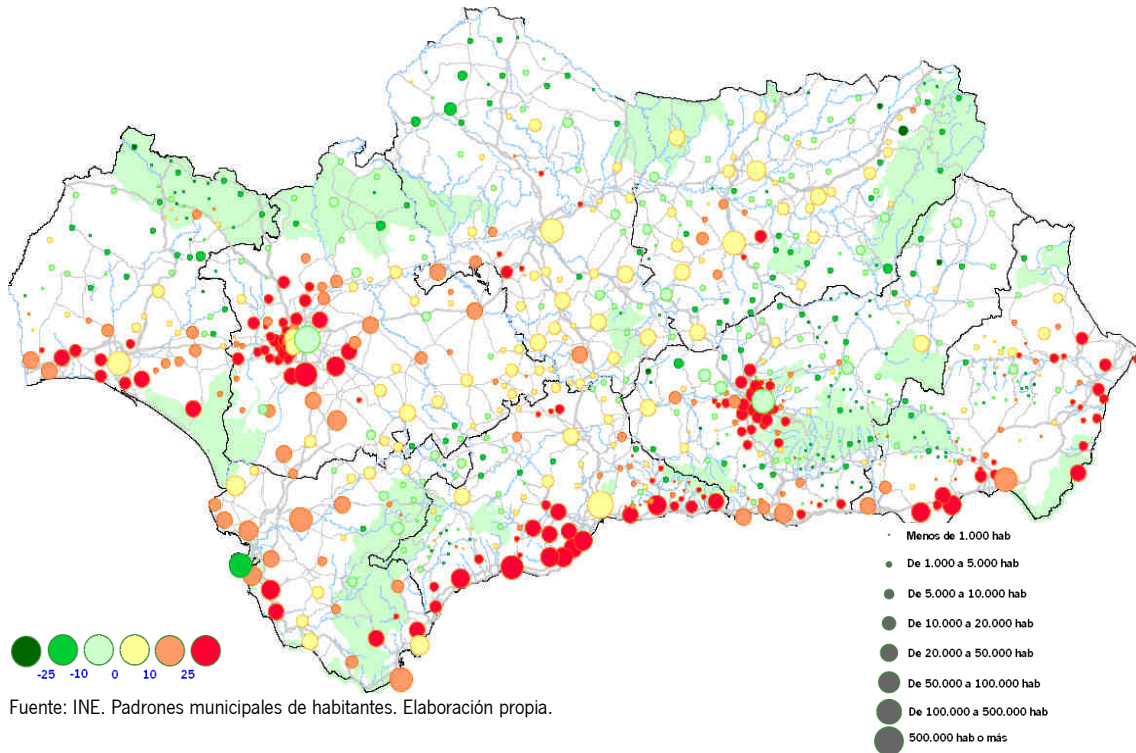 Menos de 1.000 hab
De 1.000 a 5.000 hab
De 5.000 a 10.000 hab
De 10.000 a 20.000 hab
De 20.000 a 50.000 hab
De 50.000 a 100.000 hab
De 100.000 a 500.000 hab
500.000 hab o más
-25 -10 0 10 25
Fuente: INE. Padrones municipales de habitantes. Elaboración propia.